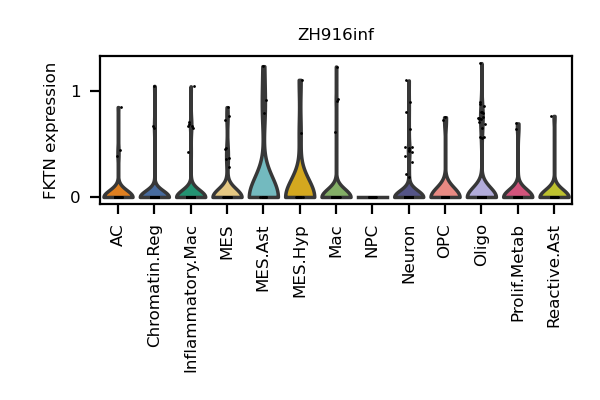 ZH916inf
FKTN expression
1
0
AC
Chromatin.Reg
Inflammatory.Mac
MES
MES.Ast
MES.Hyp
Mac
NPC
Neuron
OPC
Oligo
Prolif.Metab
Reactive.Ast